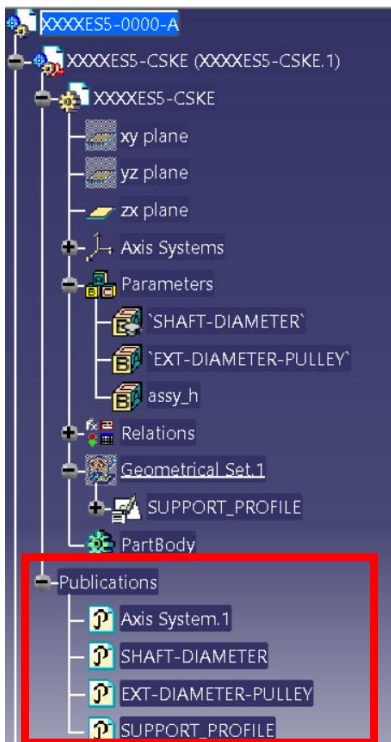 XXXXES5-0000-A
XXXXES5-CSKE (XXXXES5-CSKE.1)
XXXXES5-CSKE
xy plane
yz plane
zx plane
Axis Systems
Parameters
`SHAFT-DIAMETER`
`EXT-DIAMETER-PULLEY`
assy_h
Relations
Geometrical Set.1
SUPPORT_PROFILE
PartBody
Publications
Axis System.1
SHAFT-DIAMETER
EXT-DIAMETER-PULLEY
SUPPORT_PROFILE